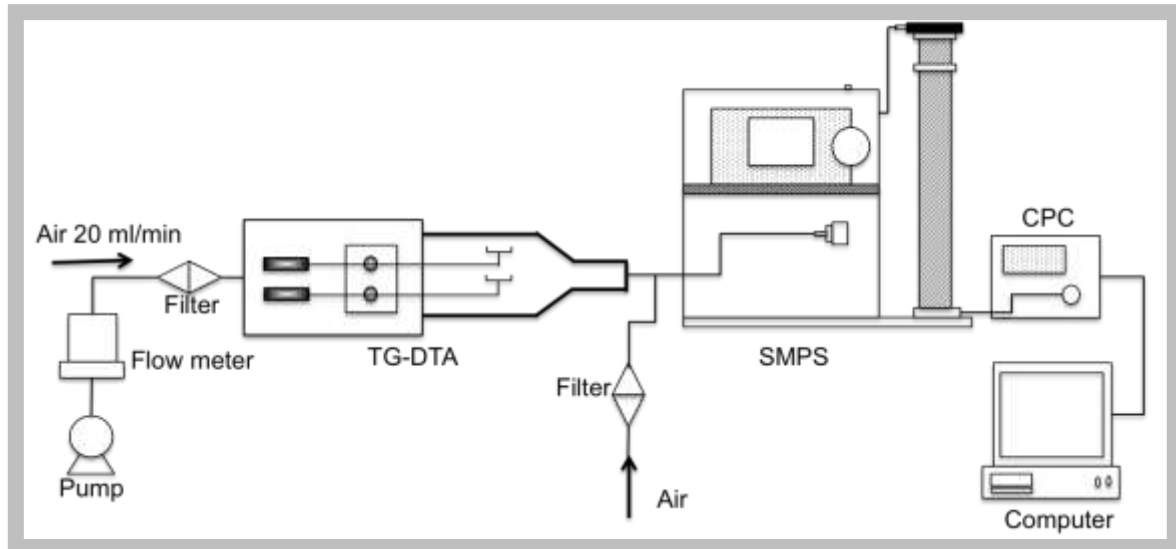 Air 20 ml/min
Filter
Flow meter
Pump
TG-DTA
Filter
Air
SMPS
CPC
Computer